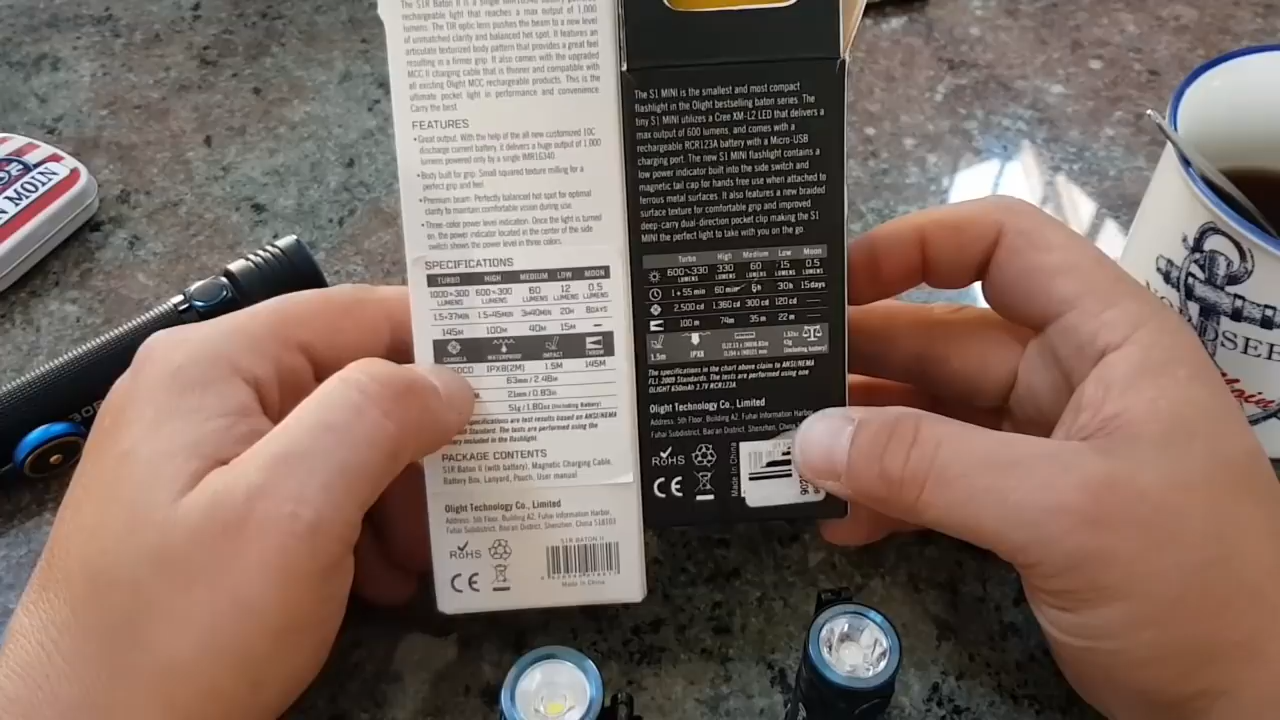 The S1R Baton II is a single IMR16340 battery
rechargeable light that reaches a max output of 1,000
lumens. The TIR optic lens pushes the beam to a new level
of unmatched clarity and balanced hot spot. It features an
articulate texturized body pattern that provides a great feel
resulting in a firmer grip. It also comes with the upgraded
MCC II charging cable that is thinner and compatible with
all existing Olight MCC rechargeable products. This is the
ultimate pocket light in performance and convenience.
Carry the best.
FEATURES
•Great output: With the help of the all new customized 10C
discharge current battery, it delivers a huge output of 1,000
lumens powered only by a single IMR16340.
•Body built for grip: Small squared texture milling for a
perfect grip and feel.
•Premium beam: Perfectly balanced hot spot for optimal
clarity to maintain comfortable vision during use.
•Three-color power level indication: Once the light is turned
on, the power indicator located in the center of the side
switch shows the power level in three colors.
SPECIFICATIONS
TURBO HIGH MEDIUM LOW MOON
1000~300 LUMENS 600~300 LUMENS 60 LUMENS 12 LUMENS 0.5 LUMENS
1.5+37MIN 1.5+45MIN 3H40MIN 20H 8DAYS
145M 100M 40M 15M —
CANDELA WATERPROOF IMPACT THROW
00CD IPX8(2M) 1.5M 145M
63mm / 2.48in
21mm / 0.83in
51g / 1.80oz (Including Battery)
specifications are test results based on ANSI/NEMA
Standard. The tests are performed using the
included in the flashlight.
PACKAGE CONTENTS
S1R Baton II (with battery), Magnetic Charging Cable,
Battery Box, Lanyard, Pouch, User manual
Olight Technology Co., Limited
Address: 5th Floor, Building A2, Fuhai Information Harbor,
Fuhai Subdistrict, Bao'an District, Shenzhen, China 518103
RoHS
CE
S1R BATON II
Made In China
The S1 MINI is the smallest and most compact
flashlight in the Olight bestselling baton series. The
tiny S1 MINI utilizes a Cree XM-L2 LED that delivers a
max output of 600 lumens, and comes with a
rechargeable RCR123A battery with a Micro-USB
charging port. The new S1 MINI flashlight contains a
low power indicator built into the side switch and
magnetic tail cap for hands free use when attached to
ferrous metal surfaces. It also features a new braided
surface texture for comfortable grip and improved
deep-carry dual-direction pocket clip making the S1
MINI the perfect light to take with you on the go.
Turbo High Medium Low Moon
600~330 LUMENS 330 LUMENS 60 LUMENS 15 LUMENS 0.5 LUMENS
1+55 min 60 min 6h 30h 15days
2,500 cd 1,360 cd 300 cd 120 cd —
100 m 74m 35 m 22 m —
1.5m IPX8 1.52oz 43g (including battery)
The specifications in the chart above claim to ANSI/NEMA
FL1-2009 Standards. The tests are performed using one
OLIGHT 650mAh 3.7V RCR123A.
Olight Technology Co., Limited
Address: 5th Floor, Building A2, Fuhai Information Harbor,
Fuhai Subdistrict, Bao'an District, Shenzhen, China
RoHS
CE
Made In China
902
N MOIN
Moin